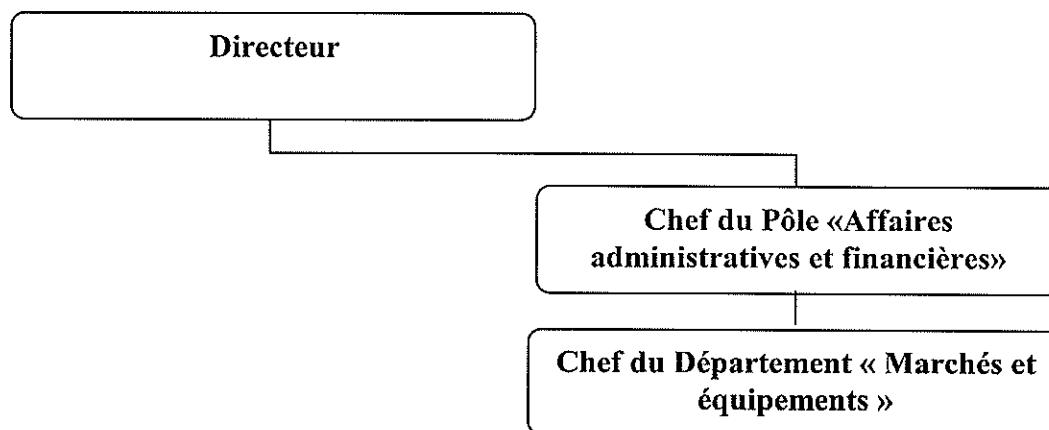 Directeur
Chef du Pôle «Affaires
administratives et financières»
Chef du Département « Marchés et
équipements »